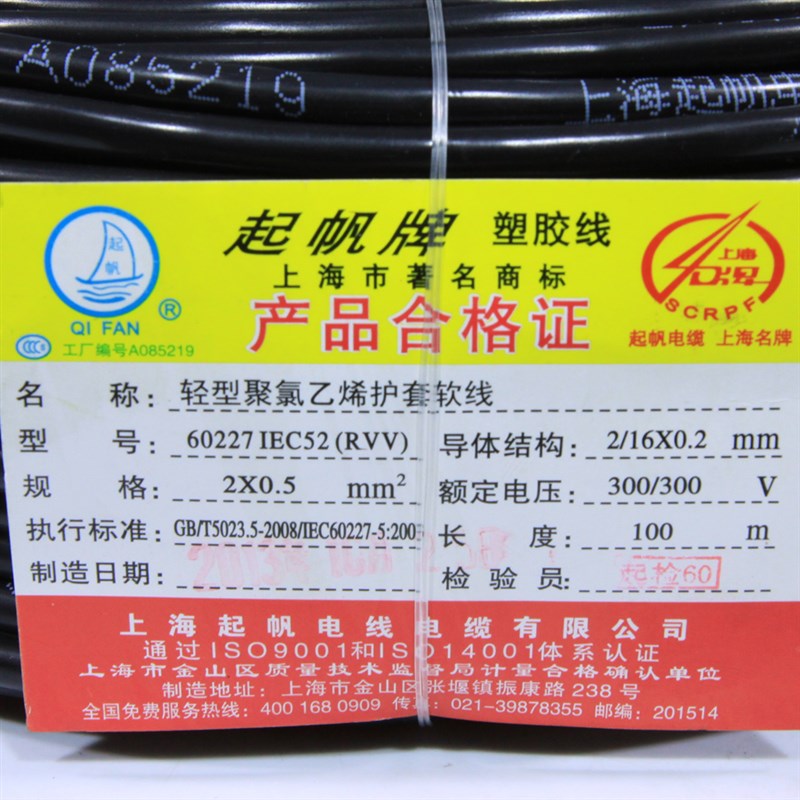 A085219
上海起帆电
起帆
QI FAN
®
工厂编号A085219
起帆牌 塑胶线
上海市著名商标
产品合格证
上海
SCRPF
起帆电缆 上海名牌
名 称: 轻型聚氯乙烯护套软线
型 号: 60227 IEC52 (RVV) 导体结构: 2/16X0.2 mm
规 格: 2X0.5 mm² 额定电压: 300/300 V
执行标准: GB/T5023.5-2008/IEC60227-5:200 长 度: 100 m
制造日期: 2013年 检验员: 起检60
上海起帆电线电缆有限公司
通过ISO9001和ISO14001体系认证
上海市金山区质量技术监督局计量合格确认单位
制造地址: 上海市金山区张堰镇振康路238号
全国免费服务热线: 400 168 0909 传真: 021-39878355 邮编: 201514